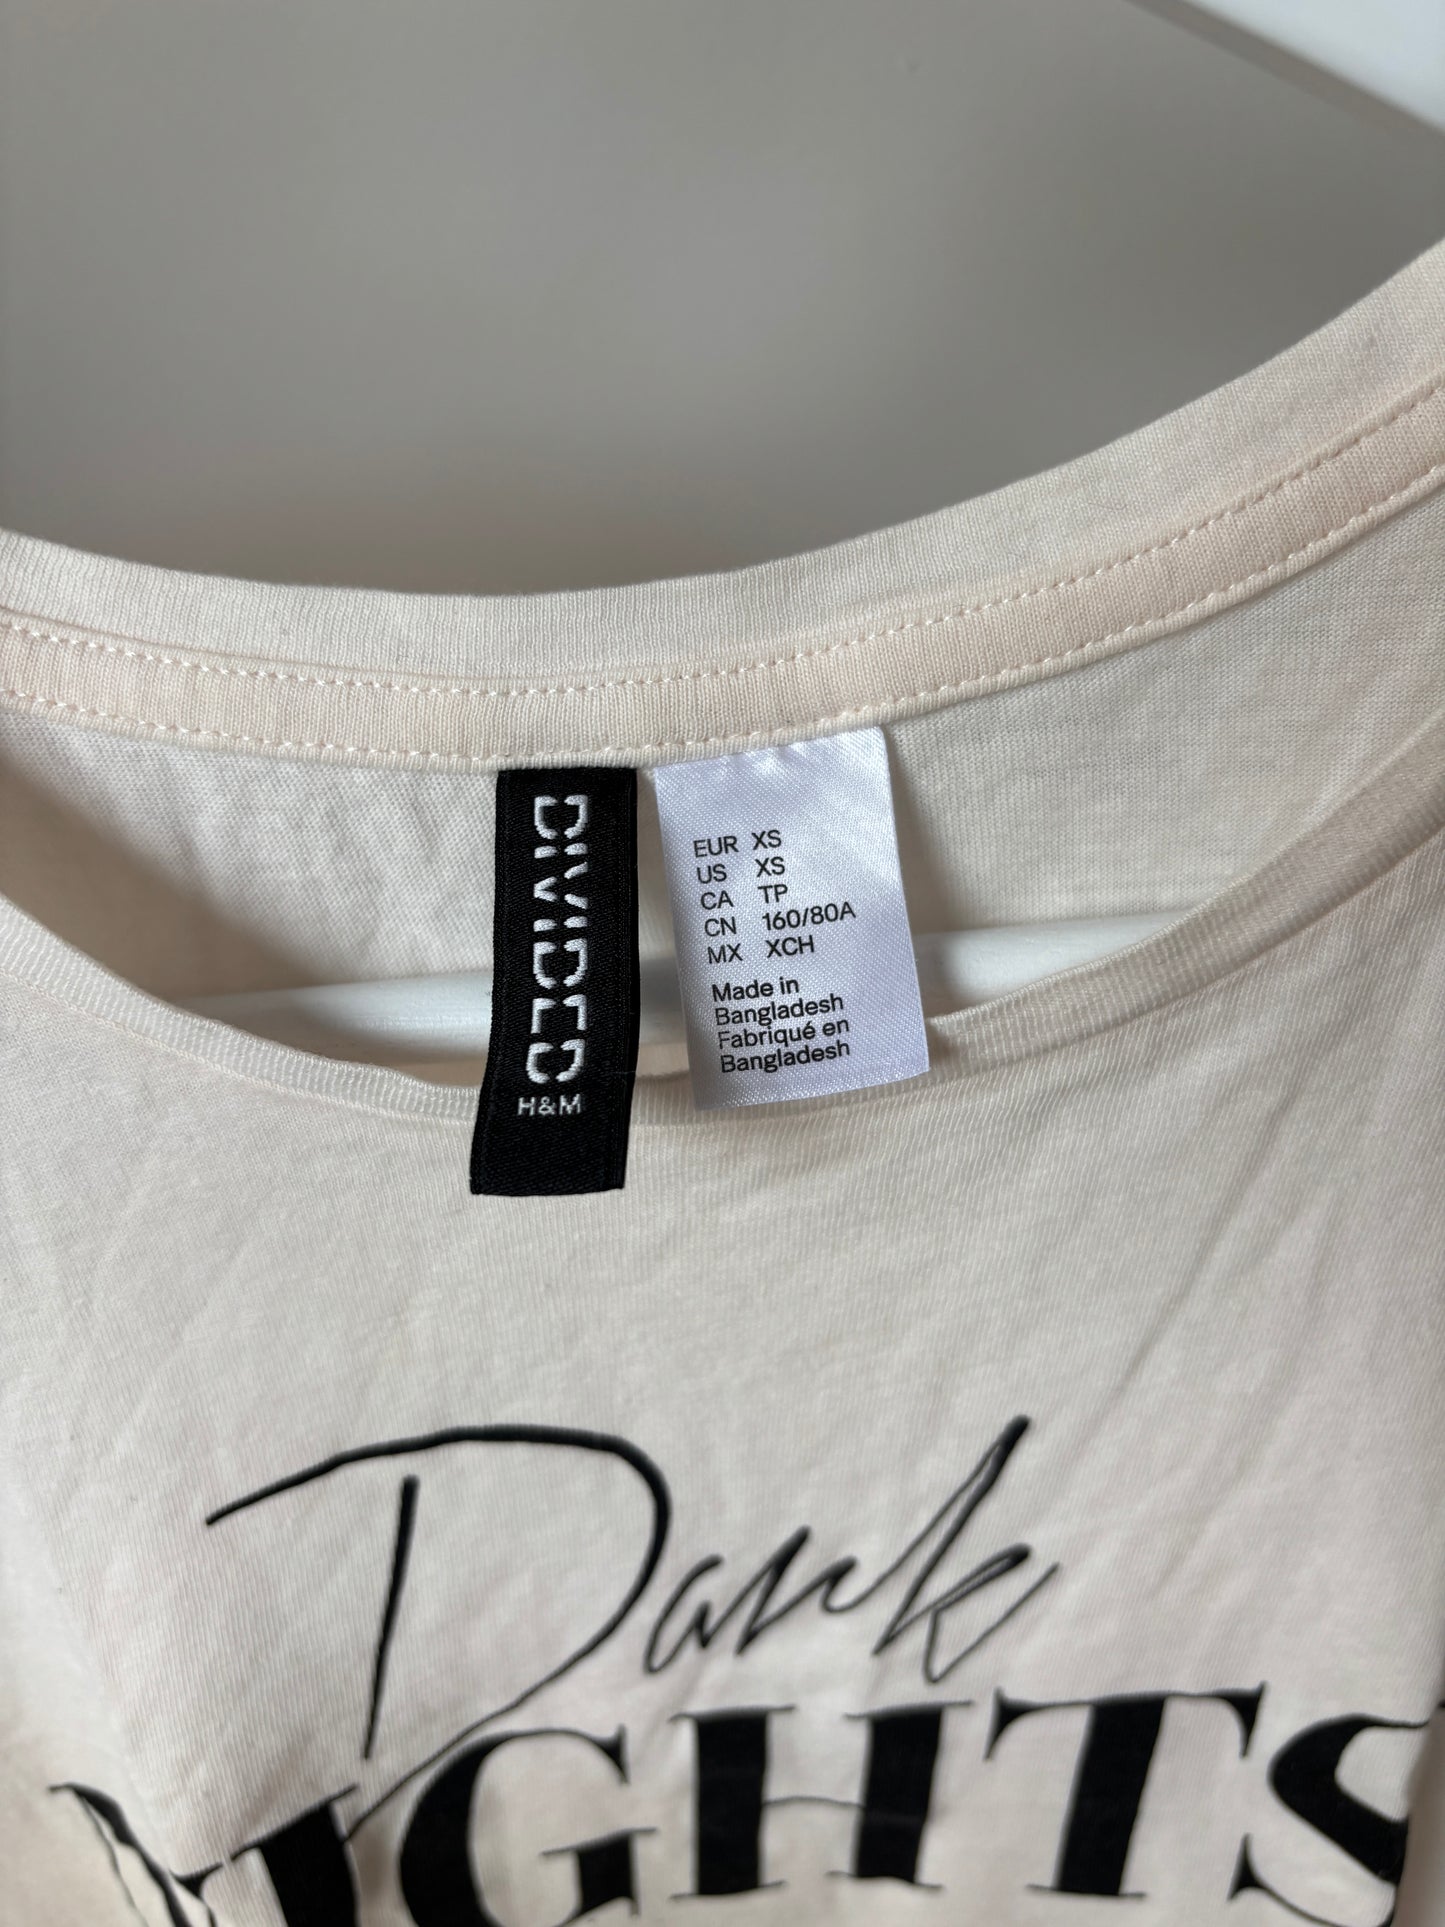 DIVIDED
H&M
EUR XS
US XS
CA TP
CN 160/80A
MX XCH
Made in
Bangladesh
Fabriqué en
Bangladesh
Dark
NIGHTS